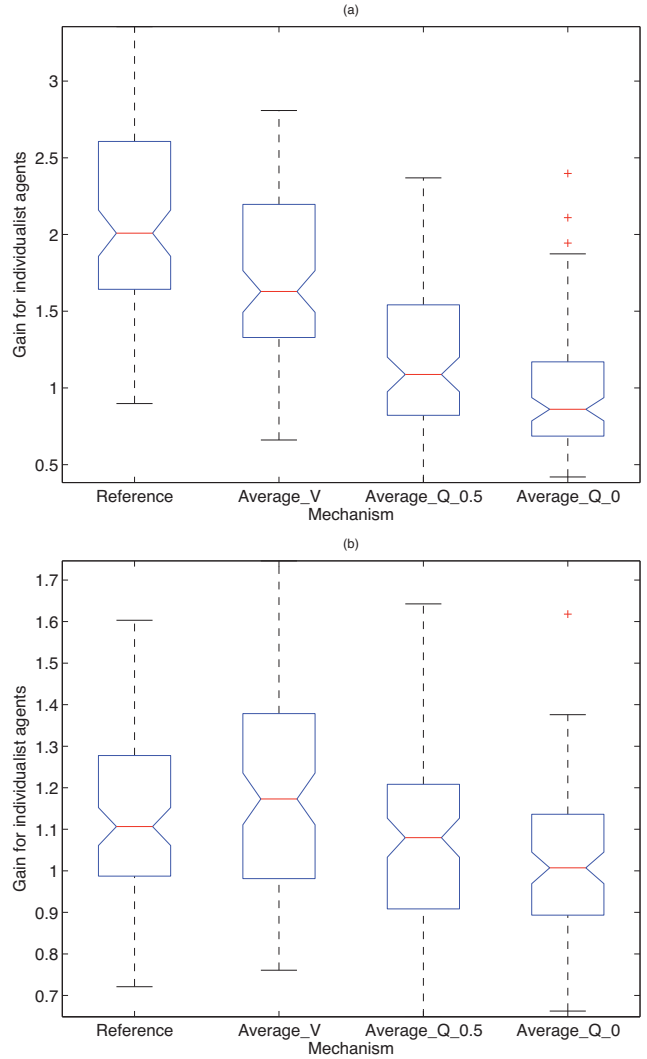 (a)
Gain for individualist agents
3
2.5
2
1.5
1
0.5
Reference Average_V Average_Q_0.5 Average_Q_0
Mechanism
(b)
Gain for individualist agents
1.7
1.6
1.5
1.4
1.3
1.2
1.1
1
0.9
0.8
0.7
Reference Average_V Average_Q_0.5 Average_Q_0
Mechanism